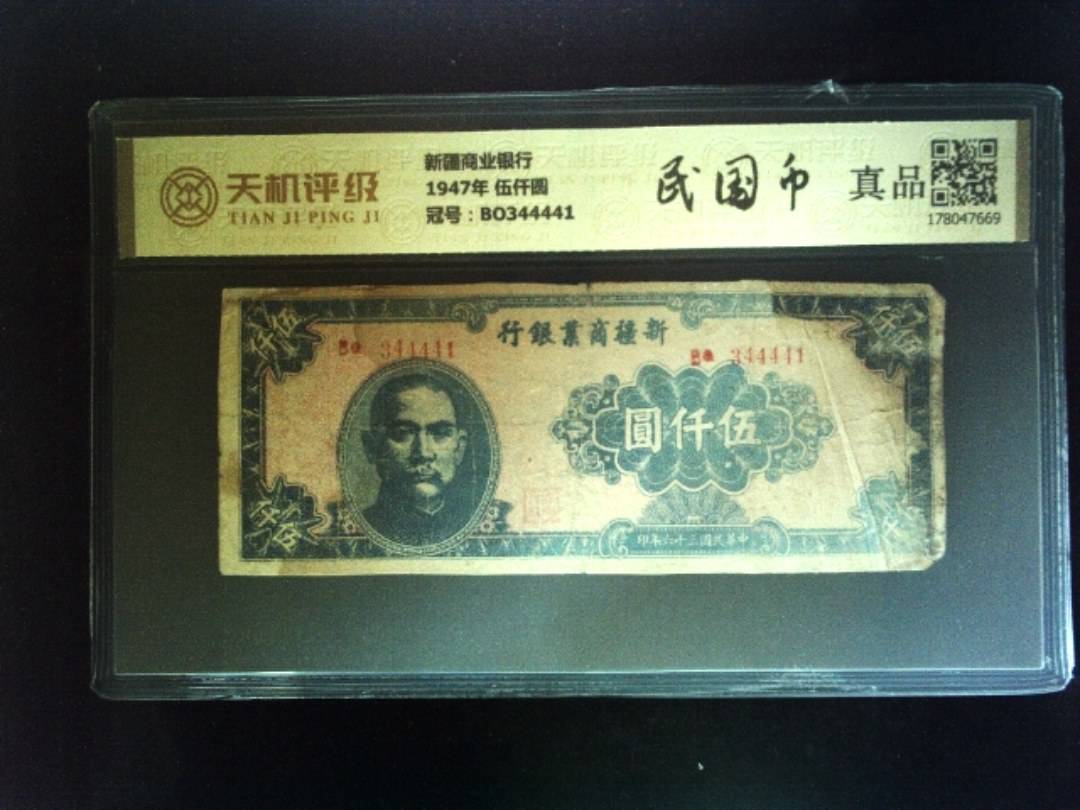 天机评级
TIAN JI PING JI
新疆商业银行
1947年 伍仟圆
冠号：BO344441
民国币
真品
178047669
行銀業商疆新
344441
344441
圓仟伍
印年六十三國民華中